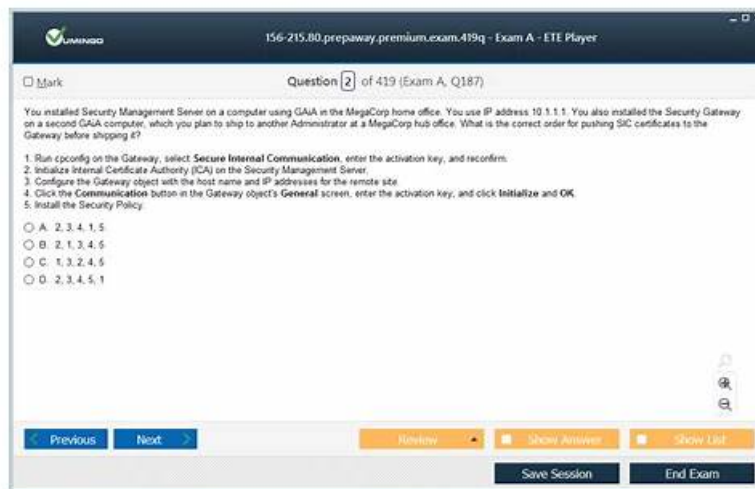 VUMINGO
156-215.80.prepaway.premium.exam.419q - Exam A - ETE Player
Mark
Question 2 of 419 (Exam A, Q187)
You installed Security Management Server on a computer using GAiA in the MegaCorp home office. You use IP address 10.1.1.1. You also installed the Security Gateway
on a second GAiA computer, which you plan to ship to another Administrator at a MegaCorp hub office. What is the correct order for pushing SIC certificates to the
Gateway before shipping it?
1. Run cpconfig on the Gateway, select Secure Internal Communication, enter the activation key, and reconfirm.
2. Initialize Internal Certificate Authority (ICA) on the Security Management Server.
3. Configure the Gateway object with the host name and IP addresses for the remote site.
4. Click the Communication button in the Gateway object's General screen, enter the activation key, and click Initialize and OK.
5. Install the Security Policy.
A. 2, 3, 4, 1, 5
B. 2, 1, 3, 4, 5
C. 1, 3, 2, 4, 5
D. 2, 3, 4, 5, 1
Previous
Next
Review
Show Answer
Show List
Save Session
End Exam